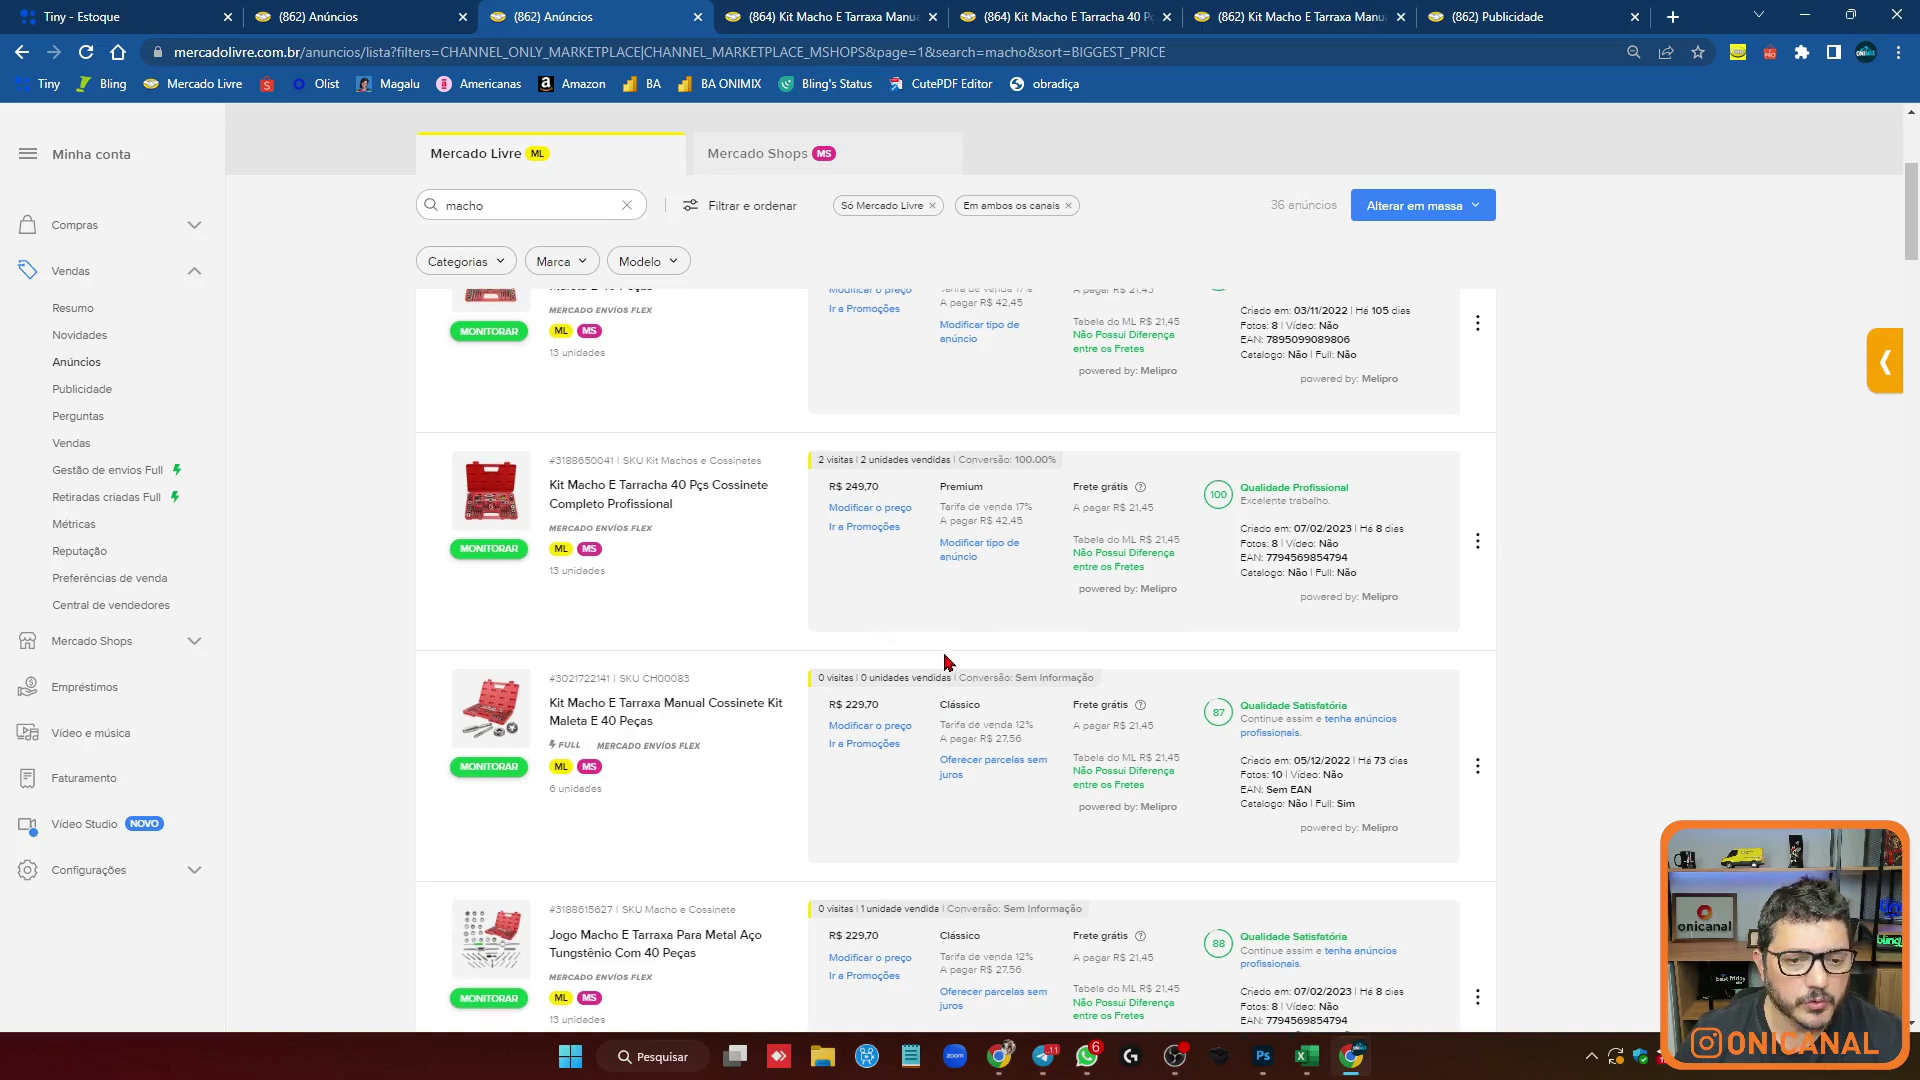 Tiny - Estoque
(862) Anúncios
(862) Anúncios
(864) Kit Macho E Tarraxa Manu
(864) Kit Macho E Tarracha 40 P
(862) Kit Macho E Tarraxa Manu
(862) Publicidade
mercadolivre.com.br/anuncios/lista?filters=CHANNEL_ONLY_MARKETPLACE|CHANNEL_MARKETPLACE_MSHOPS&page=1&search=macho&sort=BIGGEST_PRICE
Tiny
Bling
Mercado Livre
Olist
Magalu
Americanas
Amazon
BA
BA ONIMIX
Bling's Status
CutePDF Editor
obradiça
Minha conta
Compras
Vendas
Resumo
Novidades
Anúncios
Publicidade
Perguntas
Vendas
Gestão de envios Full
Retiradas criadas Full
Métricas
Reputação
Preferências de venda
Central de vendedores
Mercado Shops
Empréstimos
Vídeo e música
Faturamento
Vídeo Studio NOVO
Configurações
Mercado Livre ML
Mercado Shops MS
macho
Filtrar e ordenar
Só Mercado Livre ×
Em ambos os canais ×
36 anúncios
Alterar em massa
Categorias
Marca
Modelo
Maleta E 40 Peças
MERCADO ENVÍOS FLEX
MONITORAR
ML MS
13 unidades
Modificar o preço
Ir a Promoções
Tarifa de venda 17%
A pagar R$ 42,45
Modificar tipo de
anúncio
A pagar R$ 21,45
Tabela do ML R$ 21,45
Não Possui Diferença
entre os Fretes
powered by: Melipro
Criado em: 03/11/2022 | Há 105 dias
Fotos: 8 | Vídeo: Não
EAN: 7895099089806
Catalogo: Não | Full: Não
powered by: Melipro
#3188650041 | SKU Kit Machos e Cossinetes
Kit Macho E Tarracha 40 Pçs Cossinete
Completo Profissional
MERCADO ENVÍOS FLEX
MONITORAR
ML MS
13 unidades
2 visitas | 2 unidades vendidas | Conversão: 100.00%
R$ 249,70
Modificar o preço
Ir a Promoções
Premium
Tarifa de venda 17%
A pagar R$ 42,45
Modificar tipo de
anúncio
Frete grátis
A pagar R$ 21,45
Tabela do ML R$ 21,45
Não Possui Diferença
entre os Fretes
powered by: Melipro
100
Qualidade Profissional
Excelente trabalho.
Criado em: 07/02/2023 | Há 8 dias
Fotos: 8 | Vídeo: Não
EAN: 7794569854794
Catalogo: Não | Full: Não
powered by: Melipro
#3021722141 | SKU CH00083
Kit Macho E Tarraxa Manual Cossinete Kit
Maleta E 40 Peças
FULL MERCADO ENVÍOS FLEX
MONITORAR
ML MS
6 unidades
0 visitas | 0 unidades vendidas | Conversão: Sem Informação
R$ 229,70
Modificar o preço
Ir a Promoções
Clássico
Tarifa de venda 12%
A pagar R$ 27,56
Oferecer parcelas sem
juros
Frete grátis
A pagar R$ 21,45
Tabela do ML R$ 21,45
Não Possui Diferença
entre os Fretes
powered by: Melipro
87
Qualidade Satisfatória
Continue assim e tenha anúncios
profissionais.
Criado em: 05/12/2022 | Há 73 dias
Fotos: 10 | Vídeo: Não
EAN: Sem EAN
Catalogo: Não | Full: Sim
powered by: Melipro
#3188615627 | SKU Macho e Cossinete
Jogo Macho E Tarraxa Para Metal Aço
Tungstênio Com 40 Peças
MERCADO ENVÍOS FLEX
MONITORAR
ML MS
13 unidades
0 visitas | 1 unidade vendida | Conversão: Sem Informação
R$ 229,70
Modificar o preço
Ir a Promoções
Clássico
Tarifa de venda 12%
A pagar R$ 27,56
Oferecer parcelas sem
juros
Frete grátis
A pagar R$ 21,45
Tabela do ML R$ 21,45
Não Possui Diferença
entre os Fretes
88
Qualidade Satisfatória
Continue assim e tenha anúncios
profissionais.
Criado em: 07/02/2023 | Há 8 dias
Fotos: 8 | Vídeo: Não
EAN: 7794569854794
onicanal
bling
ONICANAL
Pesquisar
zoom
11
6
Ps